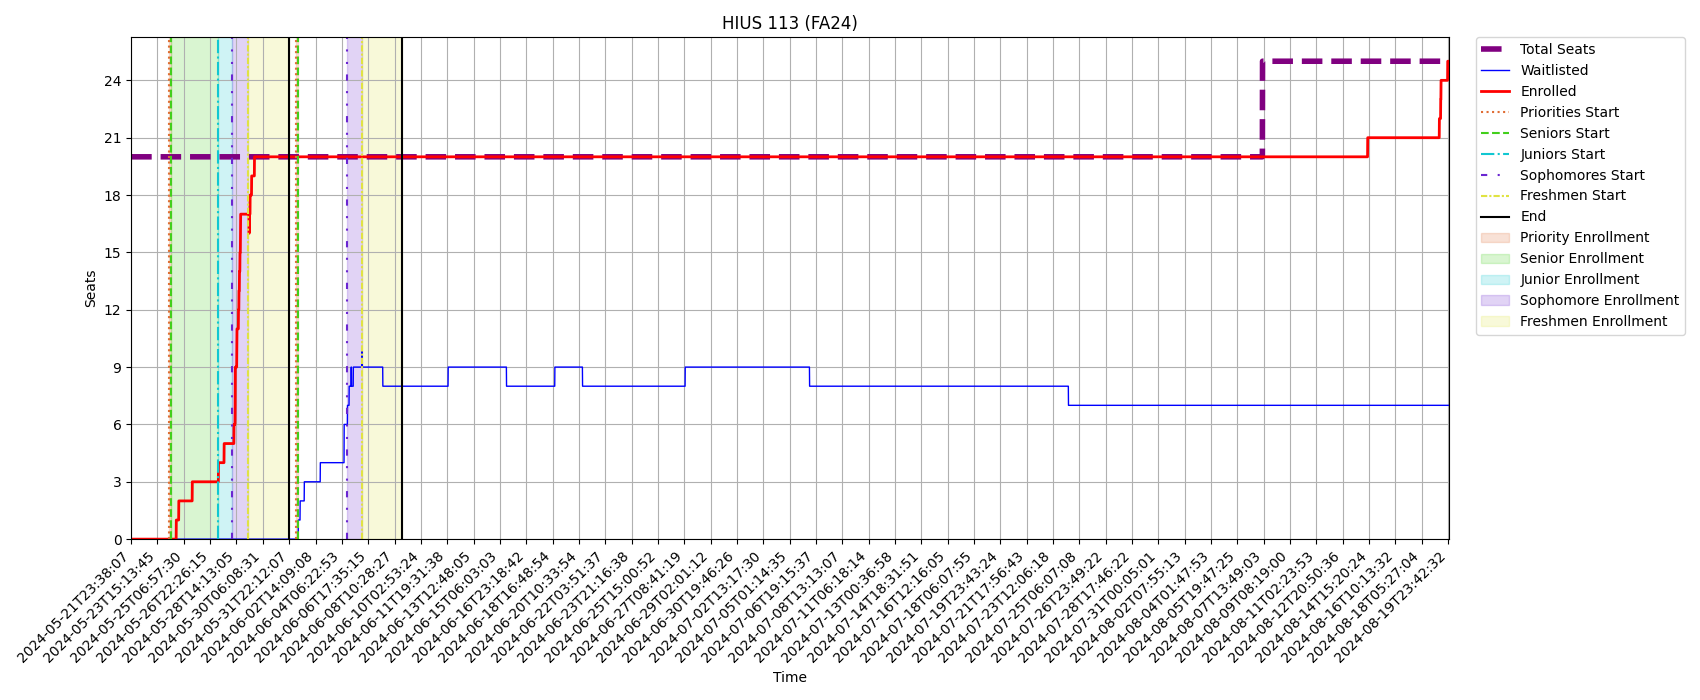 HIUS 113 (FA24)
Seats
24
21
18
15
12
9
6
3
0
Total Seats
Waitlisted
Enrolled
Priorities Start
Seniors Start
Juniors Start
Sophomores Start
Freshmen Start
End
Priority Enrollment
Senior Enrollment
Junior Enrollment
Sophomore Enrollment
Freshmen Enrollment
2024-05-21T23:38:07
2024-05-23T15:13:45
2024-05-25T06:57:30
2024-05-26T22:26:15
2024-05-28T14:13:05
2024-05-30T06:08:31
2024-05-31T22:12:07
2024-06-02T14:09:08
2024-06-04T06:22:53
2024-06-06T17:35:15
2024-06-08T10:28:27
2024-06-10T02:53:24
2024-06-11T19:31:38
2024-06-13T12:48:03
2024-06-15T06:03:03
2024-06-16T23:18:42
2024-06-18T16:48:54
2024-06-20T10:33:54
2024-06-22T03:51:37
2024-06-23T21:16:38
2024-06-25T15:00:52
2024-06-27T08:41:19
2024-06-29T02:01:12
2024-06-30T19:46:26
2024-07-02T13:17:30
2024-07-05T01:14:35
2024-07-06T19:15:37
2024-07-08T13:13:07
2024-07-11T06:18:14
2024-07-13T00:36:58
2024-07-14T18:31:51
2024-07-16T12:16:05
2024-07-18T06:07:55
2024-07-19T23:43:24
2024-07-21T17:56:43
2024-07-23T12:06:18
2024-07-25T06:07:08
2024-07-26T23:49:22
2024-07-28T17:46:22
2024-07-31T00:05:01
2024-08-02T07:55:13
2024-08-04T01:47:53
2024-08-05T19:47:25
2024-08-07T13:49:03
2024-08-09T08:19:00
2024-08-11T02:23:53
2024-08-12T20:50:36
2024-08-14T15:20:24
2024-08-16T10:13:32
2024-08-18T05:27:04
2024-08-19T23:42:32
Time